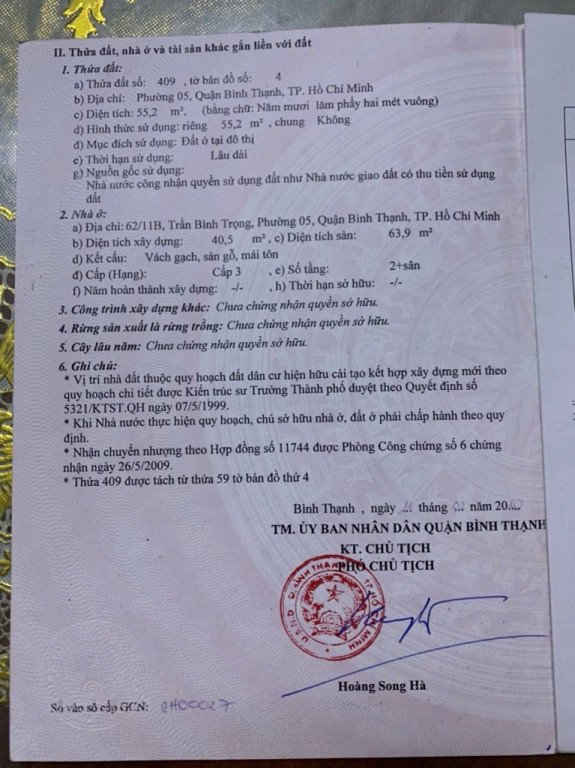 II. Thửa đất, nhà ở và tài sản khác gắn liền với đất
1. Thửa đất:
a) Thửa đất số: 409 , tờ bản đồ số: 4
b) Địa chỉ: Phường 05, Quận Bình Thạnh, TP. Hồ Chí Minh
c) Diện tích: 55,2 m², (bằng chữ: Năm mươi lăm phẩy hai mét vuông)
d) Hình thức sử dụng: riêng 55,2 m² , chung Không
đ) Mục đích sử dụng: Đất ở tại đô thị
e) Thời hạn sử dụng: Lâu dài
g) Nguồn gốc sử dụng:
Nhà nước công nhận quyền sử dụng đất như Nhà nước giao đất có thu tiền sử dụng
đất
2. Nhà ở:
a) Địa chỉ: 62/11B, Trần Bình Trọng, Phường 05, Quận Bình Thạnh, TP. Hồ Chí Minh
b) Diện tích xây dựng: 40,5 m² , c) Diện tích sàn: 63,9 m²
d) Kết cấu: Vách gạch, sàn gỗ, mái tôn
đ) Cấp (Hạng): Cấp 3 , e) Số tầng: 2+sân
f) Năm hoàn thành xây dựng: -/- , h) Thời hạn sở hữu: -/-
3. Công trình xây dựng khác: Chưa chứng nhận quyền sở hữu.
4. Rừng sản xuất là rừng trồng: Chưa chứng nhận quyền sở hữu.
5. Cây lâu năm: Chưa chứng nhận quyền sở hữu.
6. Ghi chú:
* Vị trí nhà đất thuộc quy hoạch đất dân cư hiện hữu cải tạo kết hợp xây dựng mới theo
quy hoạch chi tiết được Kiến trúc sư Trưởng Thành phố duyệt theo Quyết định số
5321/KTST.QH ngày 07/5/1999.
* Khi Nhà nước thực hiện quy hoạch, chủ sở hữu nhà ở, đất ở phải chấp hành theo quy
định.
* Nhận chuyển nhượng theo Hợp đồng số 11744 được Phòng Công chứng số 6 chứng
nhận ngày 26/5/2009.
* Thửa 409 được tách từ thửa 59 tờ bản đồ thứ 4
Bình Thạnh , ngày tháng năm 20
TM. ỦY BAN NHÂN DÂN QUẬN BÌNH THẠNH
KT. CHỦ TỊCH
PHÓ CHỦ TỊCH
U.B.N.D Q.BÌNH THẠNH TP.HỒ CHÍ MINH
Hoàng Song Hà
Số vào sổ cấp GCN: CH00027